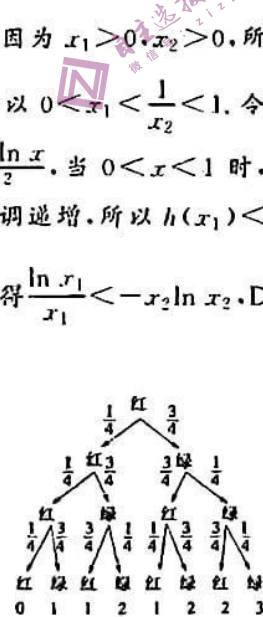 因为 x₁>0,x₂>0,所
以 0<x₁<1/x₂<1. 令
ln x/2. 当 0<x<1 时,
调递增.所以 h(x₁)<
得 ln x₁/x₁<-x₂ln x₂.D
红
1/4 3/4
红 绿
1/4 3/4 3/4 1/4
红 绿 红 绿
1/4 3/4 3/4 1/4 1/4 3/4 3/4 1/4
红 绿 红 绿 红 绿 红 绿
0 1 1 2 1 2 2 3